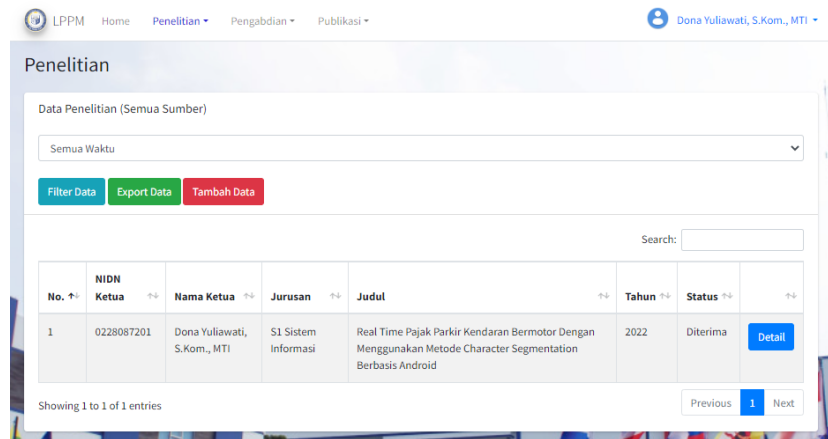 LPPM Home Penelitian Pengabdian Publikasi Dona Yuliawati, S.Kom., MTI
Penelitian
Data Penelitian (Semua Sumber)
Semua Waktu
Filter Data Export Data Tambah Data
Search:
No. NIDN Ketua Nama Ketua Jurusan Judul Tahun Status
1 0228087201 Dona Yuliawati, S1 Sistem Real Time Pajak Parkir Kendaran Bermotor Dengan 2022 Diterima Detail
S.Kom., MTI Informasi Menggunakan Metode Character Segmentation
Berbasis Android
Showing 1 to 1 of 1 entries Previous 1 Next